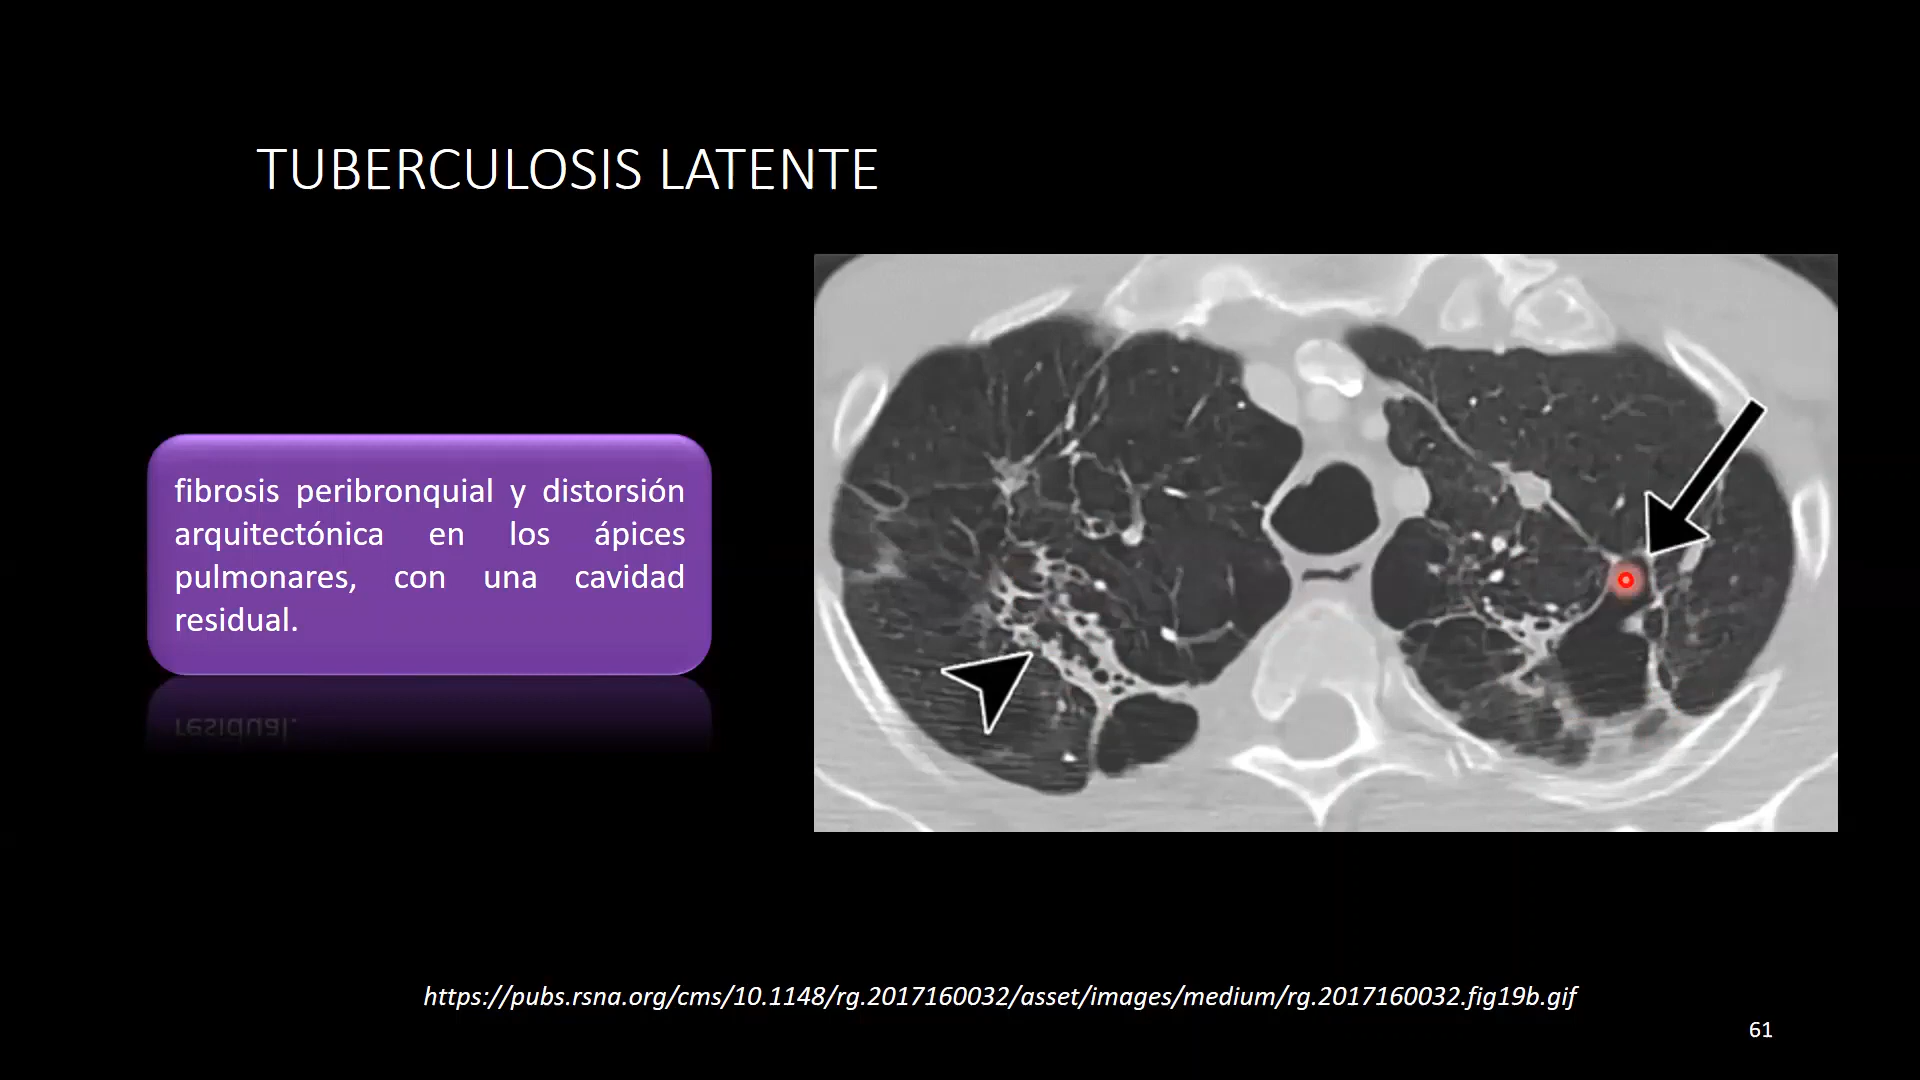 TUBERCULOSIS LATENTE
fibrosis peribronquial y distorsión
arquitectónica en los ápices
pulmonares, con una cavidad
residual.
https://pubs.rsna.org/cms/10.1148/rg.2017160032/asset/images/medium/rg.2017160032.fig19b.gif
61